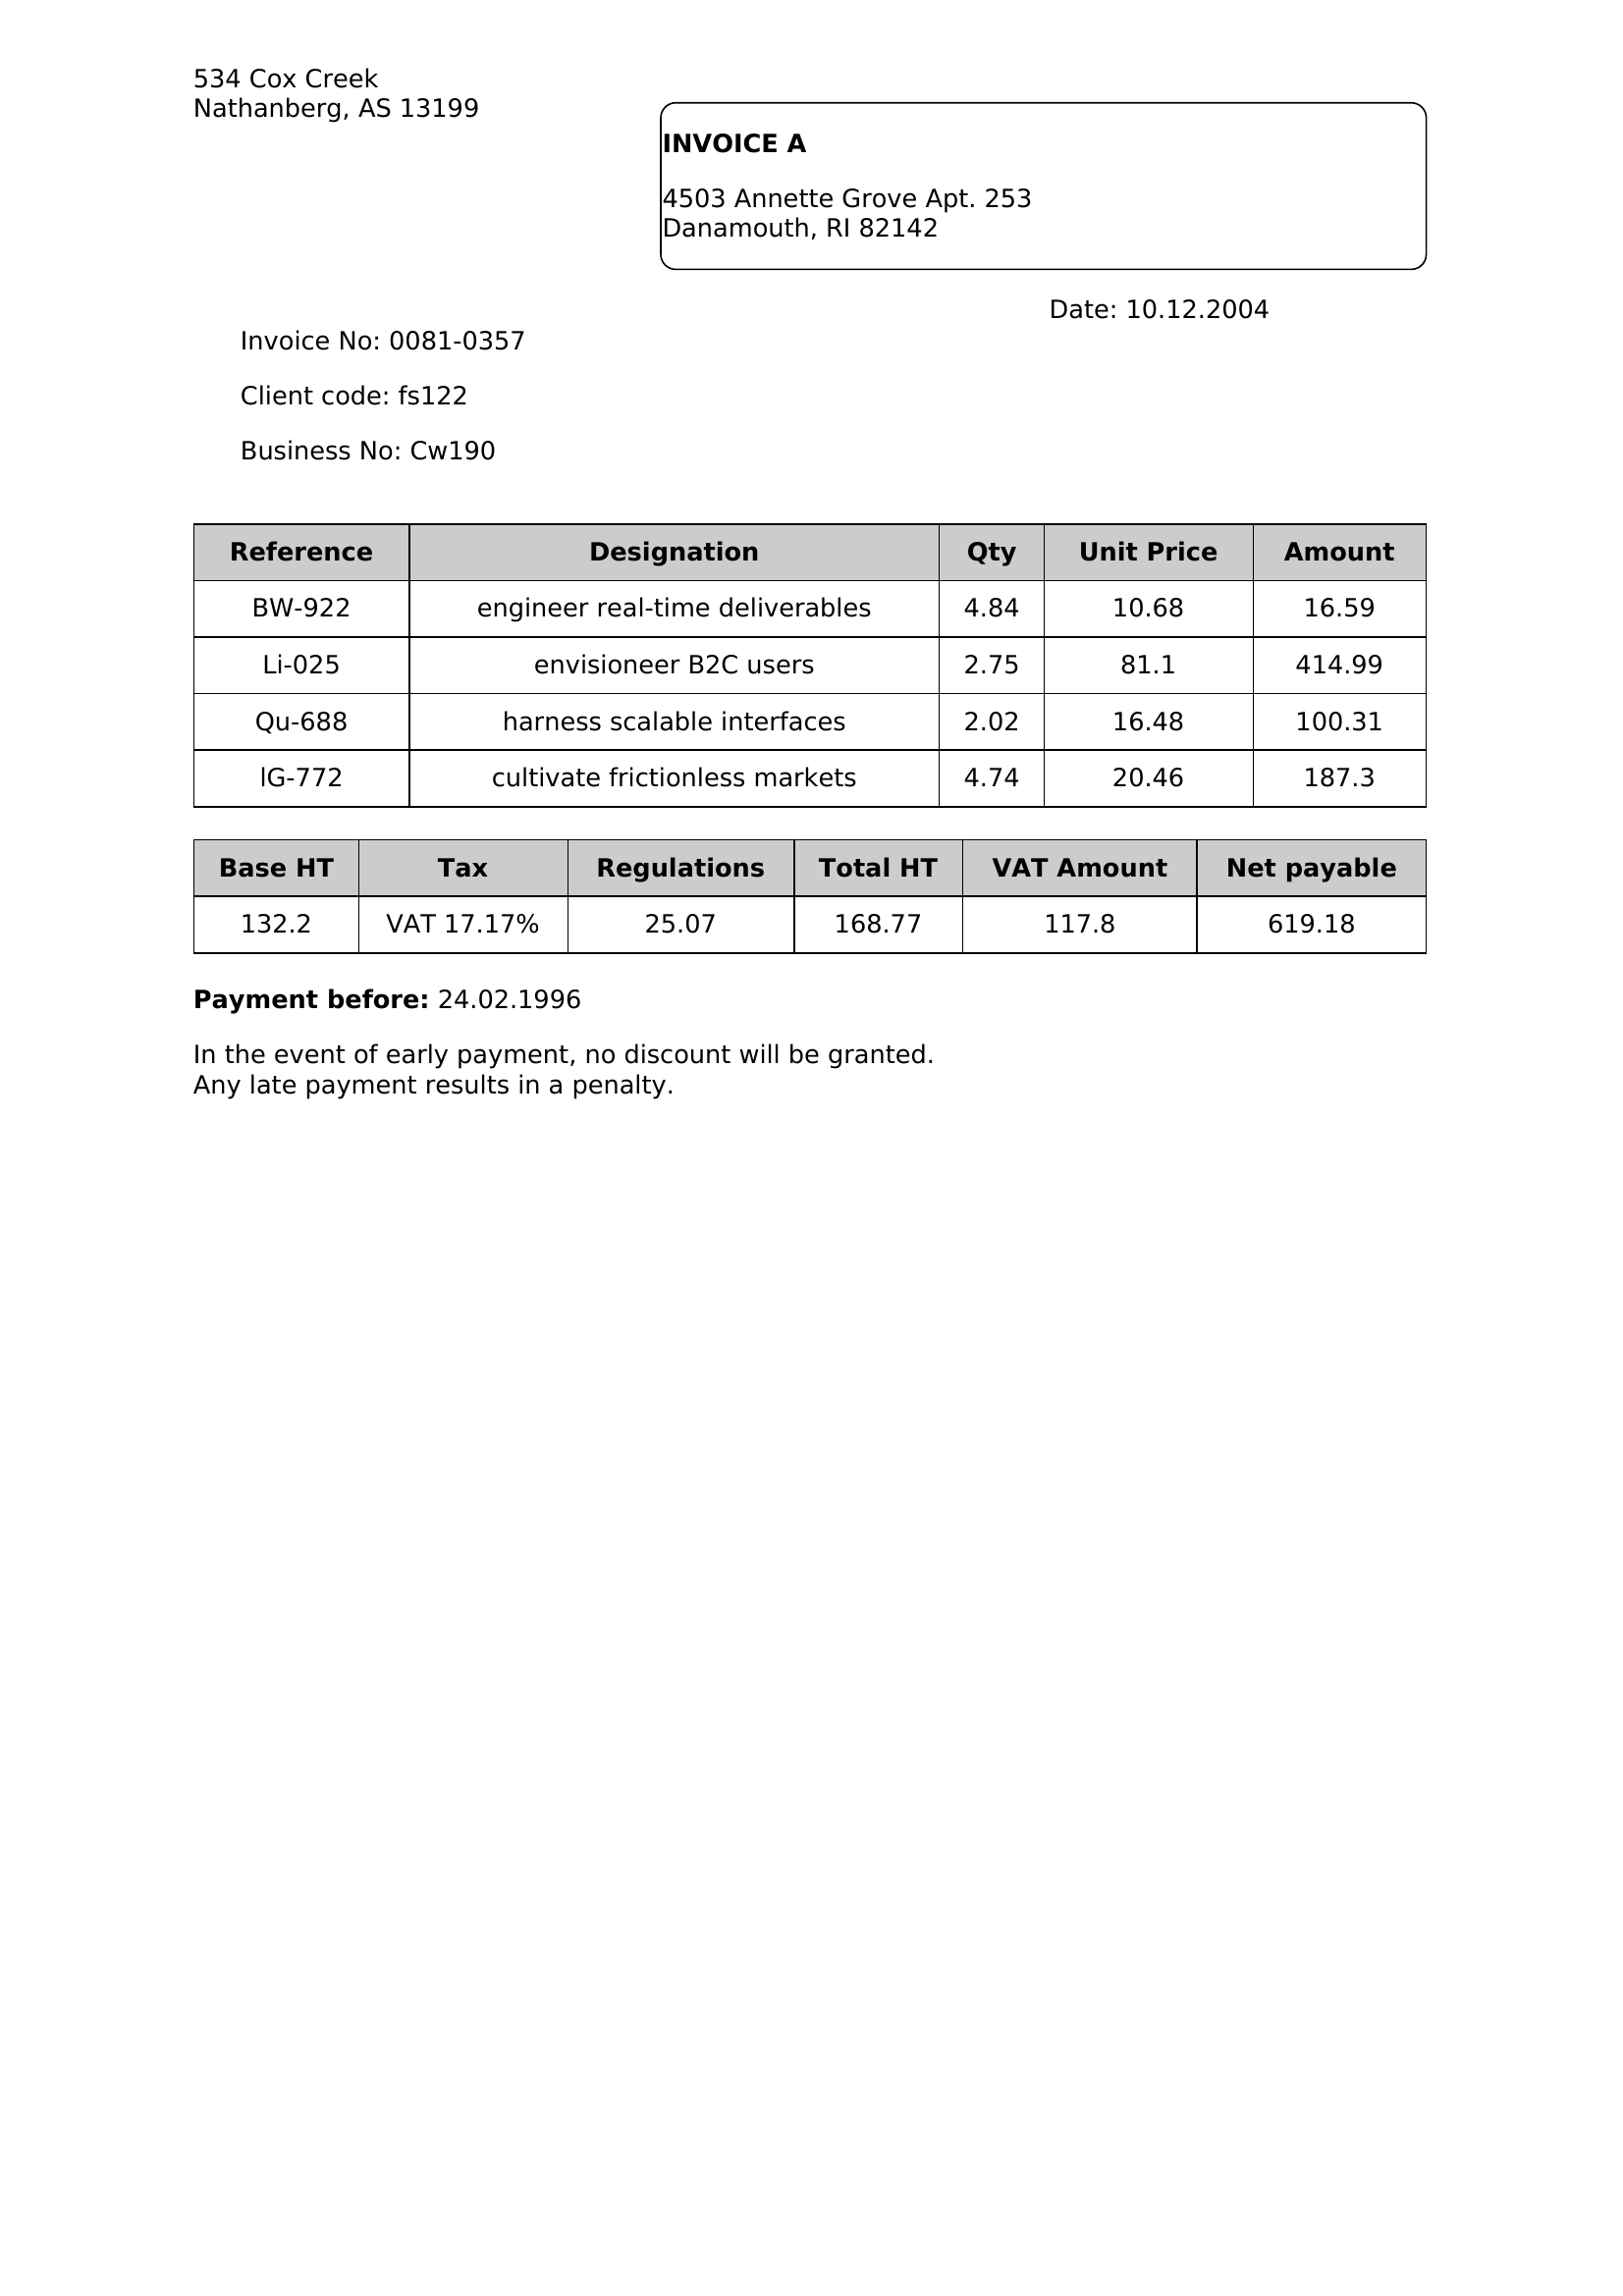 534 Cox Creek
Nathanberg, AS 13199
INVOICE A
4503 Annette Grove Apt. 253
Danamouth, RI 82142
Date: 10.12.2004
Invoice No: 0081-0357
Client code: fs122
Business No: Cw190
Reference Designation Qty Unit Price Amount
BW-922 engineer real-time deliverables 4.84 10.68 16.59
Li-025 envisioneer B2C users 2.75 81.1 414.99
Qu-688 harness scalable interfaces 2.02 16.48 100.31
lG-772 cultivate frictionless markets 4.74 20.46 187.3
Base HT Tax Regulations Total HT VAT Amount Net payable
132.2 VAT 17.17% 25.07 168.77 117.8 619.18
Payment before: 24.02.1996
In the event of early payment, no discount will be granted.
Any late payment results in a penalty.